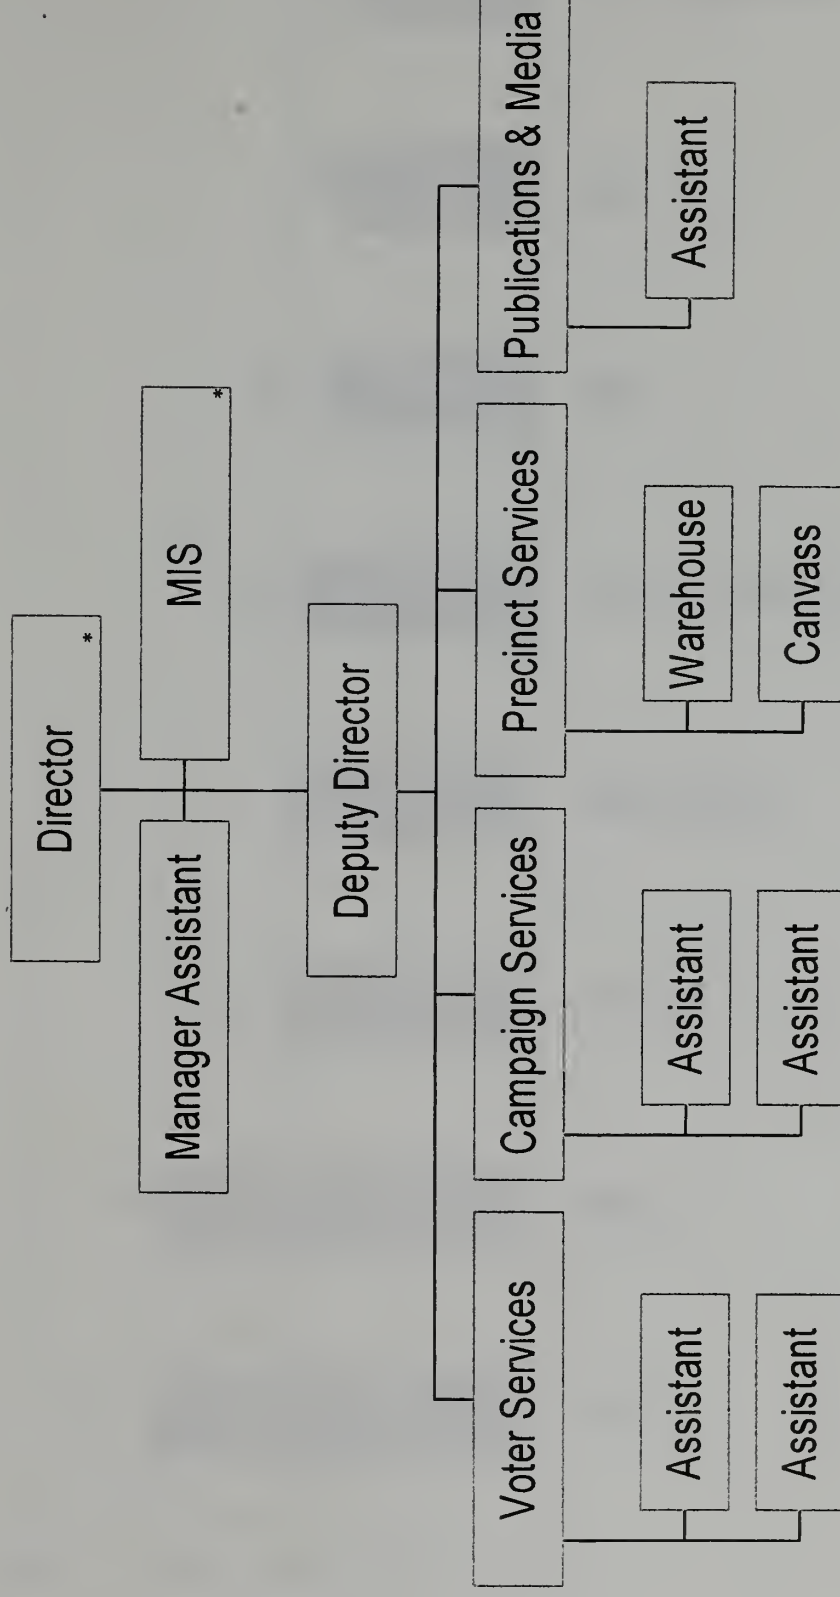 Director
*
Manager Assistant
MIS
*
Deputy Director
Voter Services
Campaign Services
Precinct Services
Publications & Media
Assistant
Assistant
Warehouse
Assistant
Assistant
Assistant
Canvass